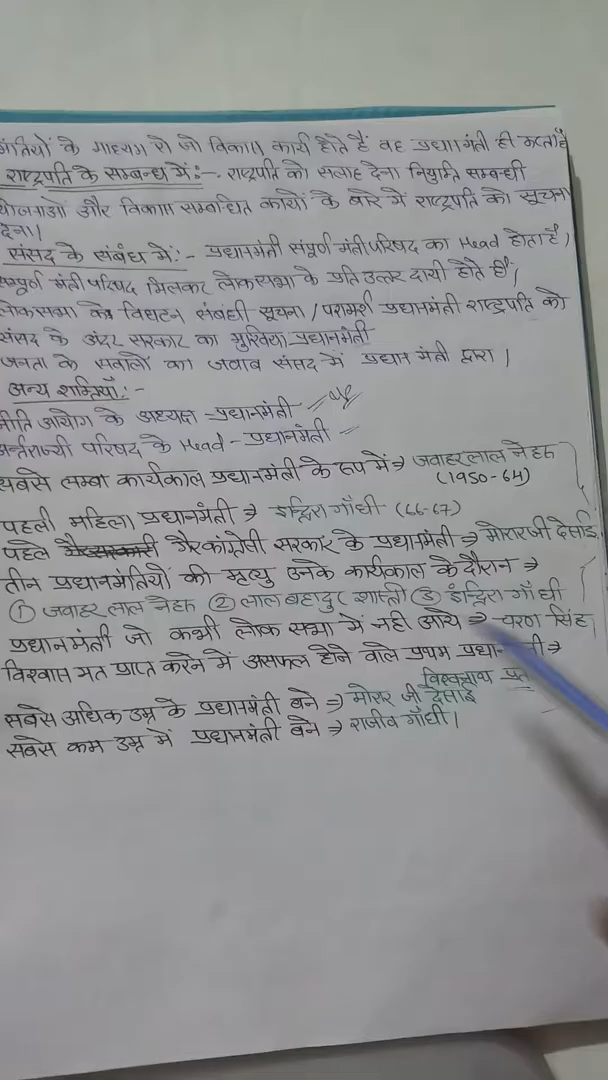 मंत्रियों के माध्यम से जो विकास कार्य होते हैं वह प्रधानमंत्री ही करता है
राष्ट्रपति के सम्बन्ध में:- राष्ट्रपति को सलाह देना नियुक्ति सम्बन्धी
योजनाओं और विकास सम्बंधित कार्यों के बारे में राष्ट्रपति को सूचना
देना।
संसद के संबंध में:- प्रधानमंत्री संपूर्ण मंत्रीपरिषद का Head होता है।
सम्पूर्ण मंत्री परिषद मिलकर लोकसभा के प्रति उत्तर दायी होते हैं।
लोकसभा के विघटन संबंधी सूचना / परामर्श प्रधानमंत्री राष्ट्रपति को
संसद के अंदर सरकार का मुखिया-प्रधानमंत्री
जनता के सवालों का जवाब संसद में प्रधान मंत्री द्वारा।
अन्य शक्तियाँ:-
नीति आयोग के अध्यक्ष -प्रधानमंत्री
अर्न्तराज्यी परिषद के Head - प्रधानमंत्री
सबसे लम्बा कार्यकाल प्रधानमंत्री के रूप में ⇒ जवाहरलाल नेहरू
(1950-64)
पहली महिला प्रधानमंत्री ⇒ इन्दिरा गाँधी (66-67)
पहले गैरकांग्रेसी सरकार के प्रधानमंत्री ⇒ मोरारजी देसाई
तीन प्रधानमंत्रियों की मृत्यु उनके कार्यकाल के दौरान ⇒
① जवाहर लाल नेहरू ② लाल बहादुर शास्त्री ③ इंन्दिरा गाँधी
प्रधानमंत्री जो कभी लोक सभा में नही आये ⇒ चरण सिंह
विश्वास मत प्राप्त करने में असफल होने वाले प्रथम ⇒
विश्वनाथ
सबसे अधिक उम्र के प्रधानमंत्री बने ⇒ मोरार जी देसाई
सबसे कम उम्र में प्रधानमंत्री बने ⇒ राजीव गाँधी।